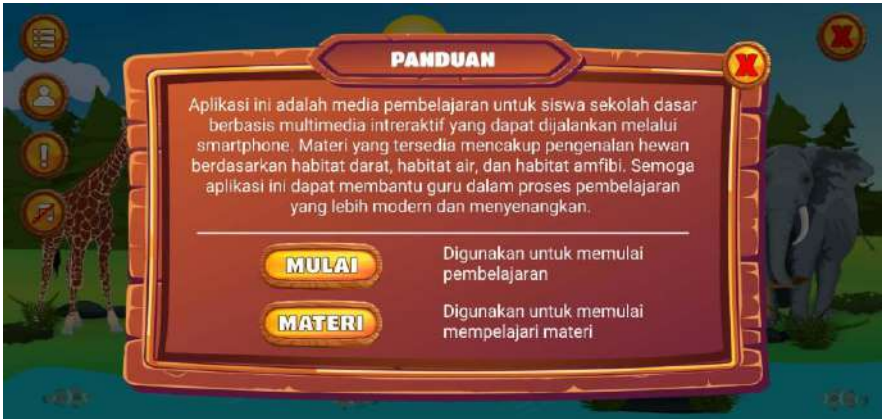 PANDUAN
Aplikasi ini adalah media pembelajaran untuk siswa sekolah dasar
berbasis multimedia intreraktif yang dapat dijalankan melalui
smartphone. Materi yang tersedia mencakup pengenalan hewan
berdasarkan habitat darat, habitat air, dan habitat amfibi. Semoga
aplikasi ini dapat membantu guru dalam proses pembelajaran
yang lebih modern dan menyenangkan.
MULAI
Digunakan untuk memulai
pembelajaran
MATERI
Digunakan untuk memulai
mempelajari materi